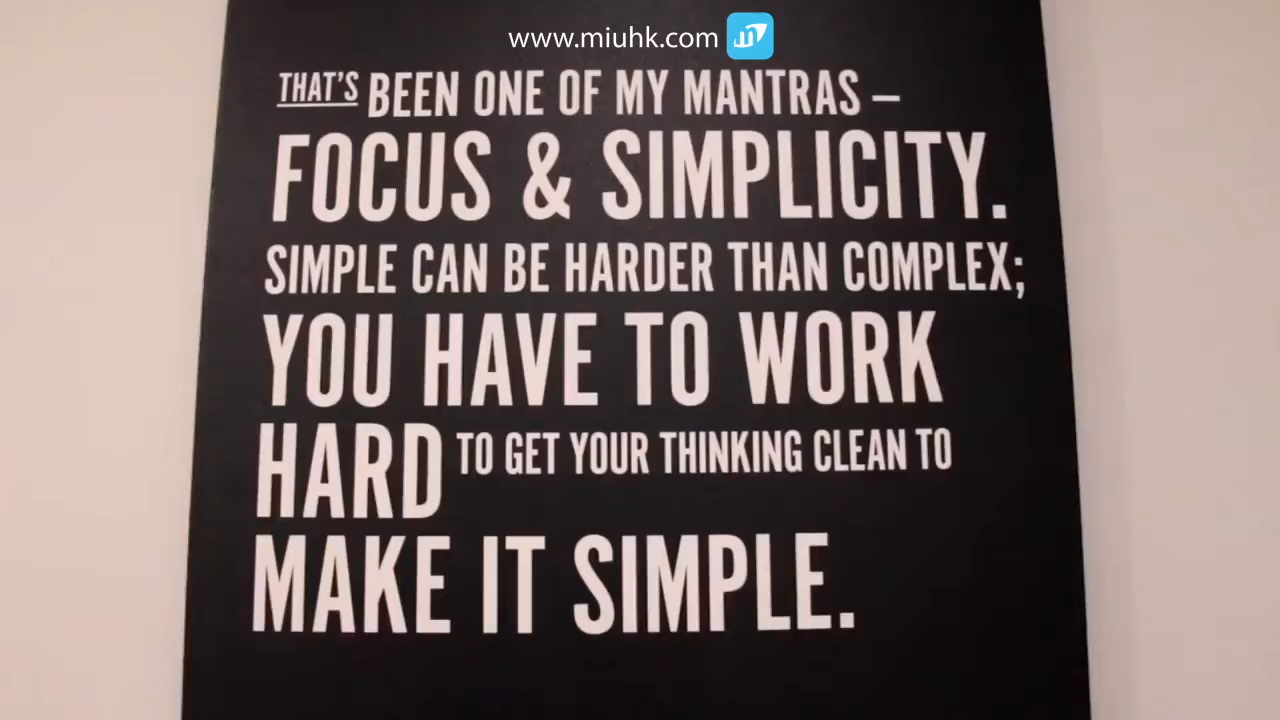 www.miuhk.com
THAT'S BEEN ONE OF MY MANTRAS –
FOCUS & SIMPLICITY.
SIMPLE CAN BE HARDER THAN COMPLEX;
YOU HAVE TO WORK
HARD TO GET YOUR THINKING CLEAN TO
MAKE IT SIMPLE.